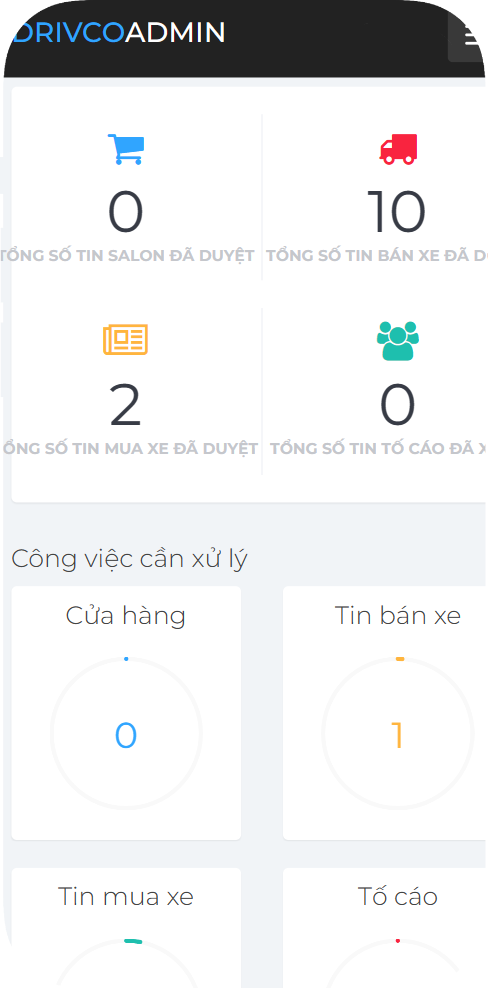 DRIVCOADMIN
0
10
TỔNG SỐ TIN SALON ĐÃ DUYỆT
TỔNG SỐ TIN BÁN XE ĐÃ
2
0
TỔNG SỐ TIN MUA XE ĐÃ DUYỆT
TỔNG SỐ TIN TỐ CÁO ĐÃ
Công việc cần xử lý
Cửa hàng
Tin bán xe
0
1
Tin mua xe
Tố cáo